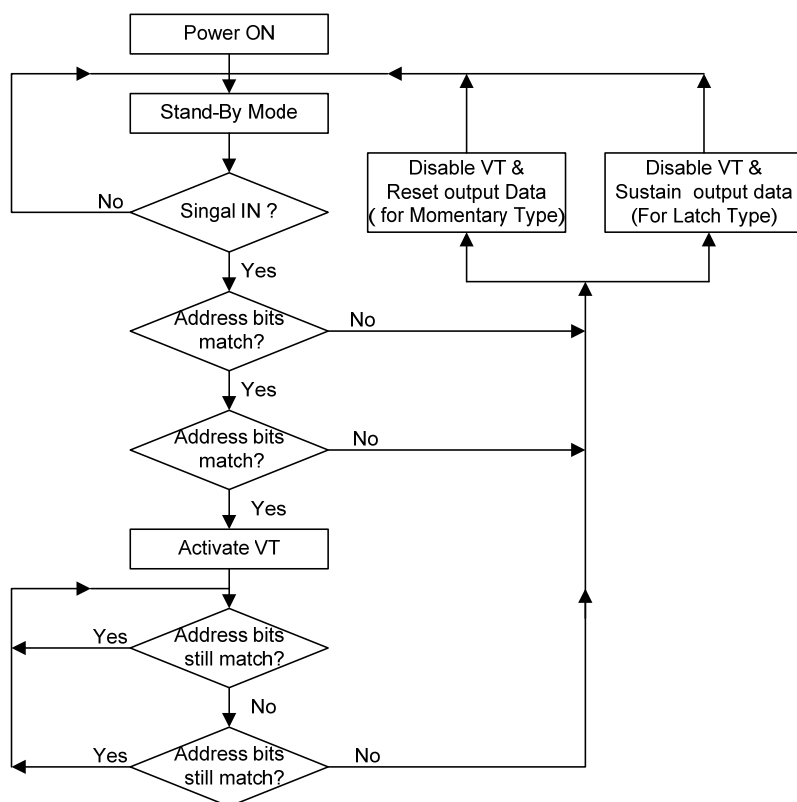 Power ON
Stand-By Mode
Disable VT &
Reset output Data
( for Momentary Type)
Disable VT &
Sustain output data
(For Latch Type)
No
Singal IN ?
Yes
Address bits
match?
No
Yes
Address bits
match?
No
Yes
Activate VT
Yes
Address bits
still match?
No
Yes
Address bits
still match?
No